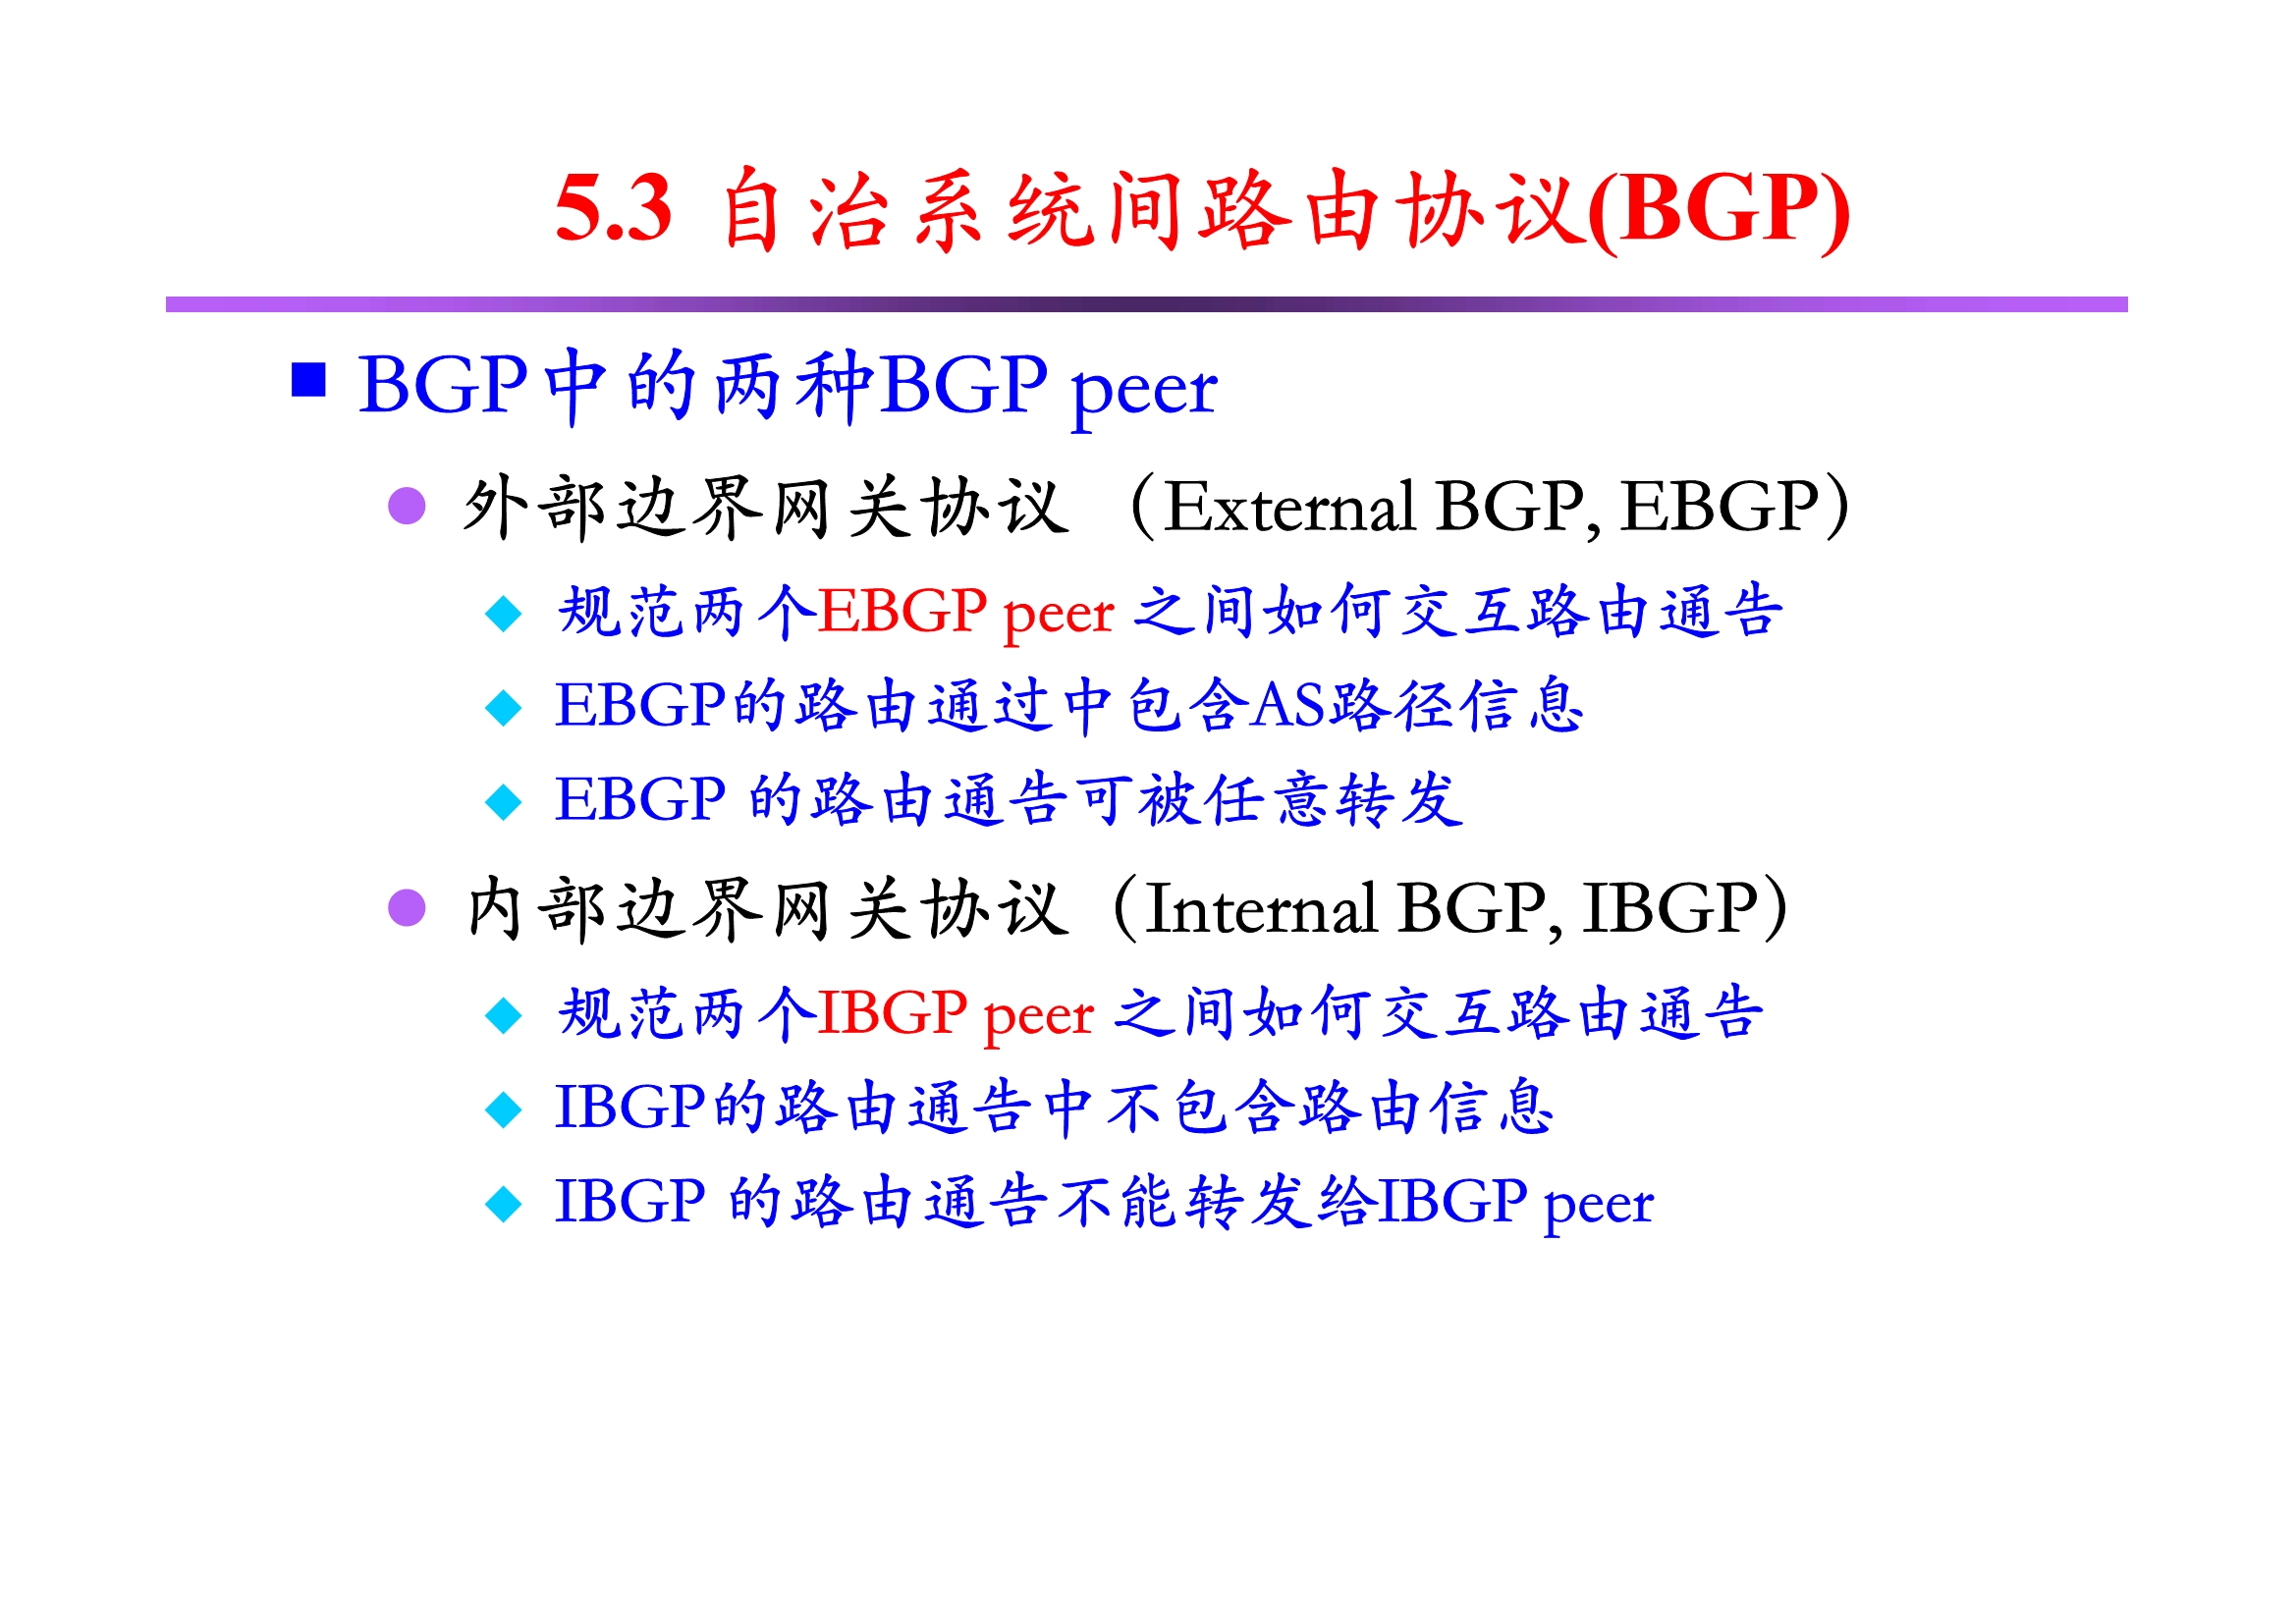 5.3 自治系统间路由协议(BGP)
BGP中的两种BGP peer
外部边界网关协议（External BGP, EBGP）
规范两个EBGP peer 之间如何交互路由通告
EBGP的路由通过中包含AS路径信息
EBGP 的路由通告可被任意转发
内部边界网关协议（Internal BGP, IBGP）
规范两个IBGP peer 之间如何交互路由通告
IBGP的路由通告中不包含路由信息
IBGP 的路由通告不能转发给IBGP peer